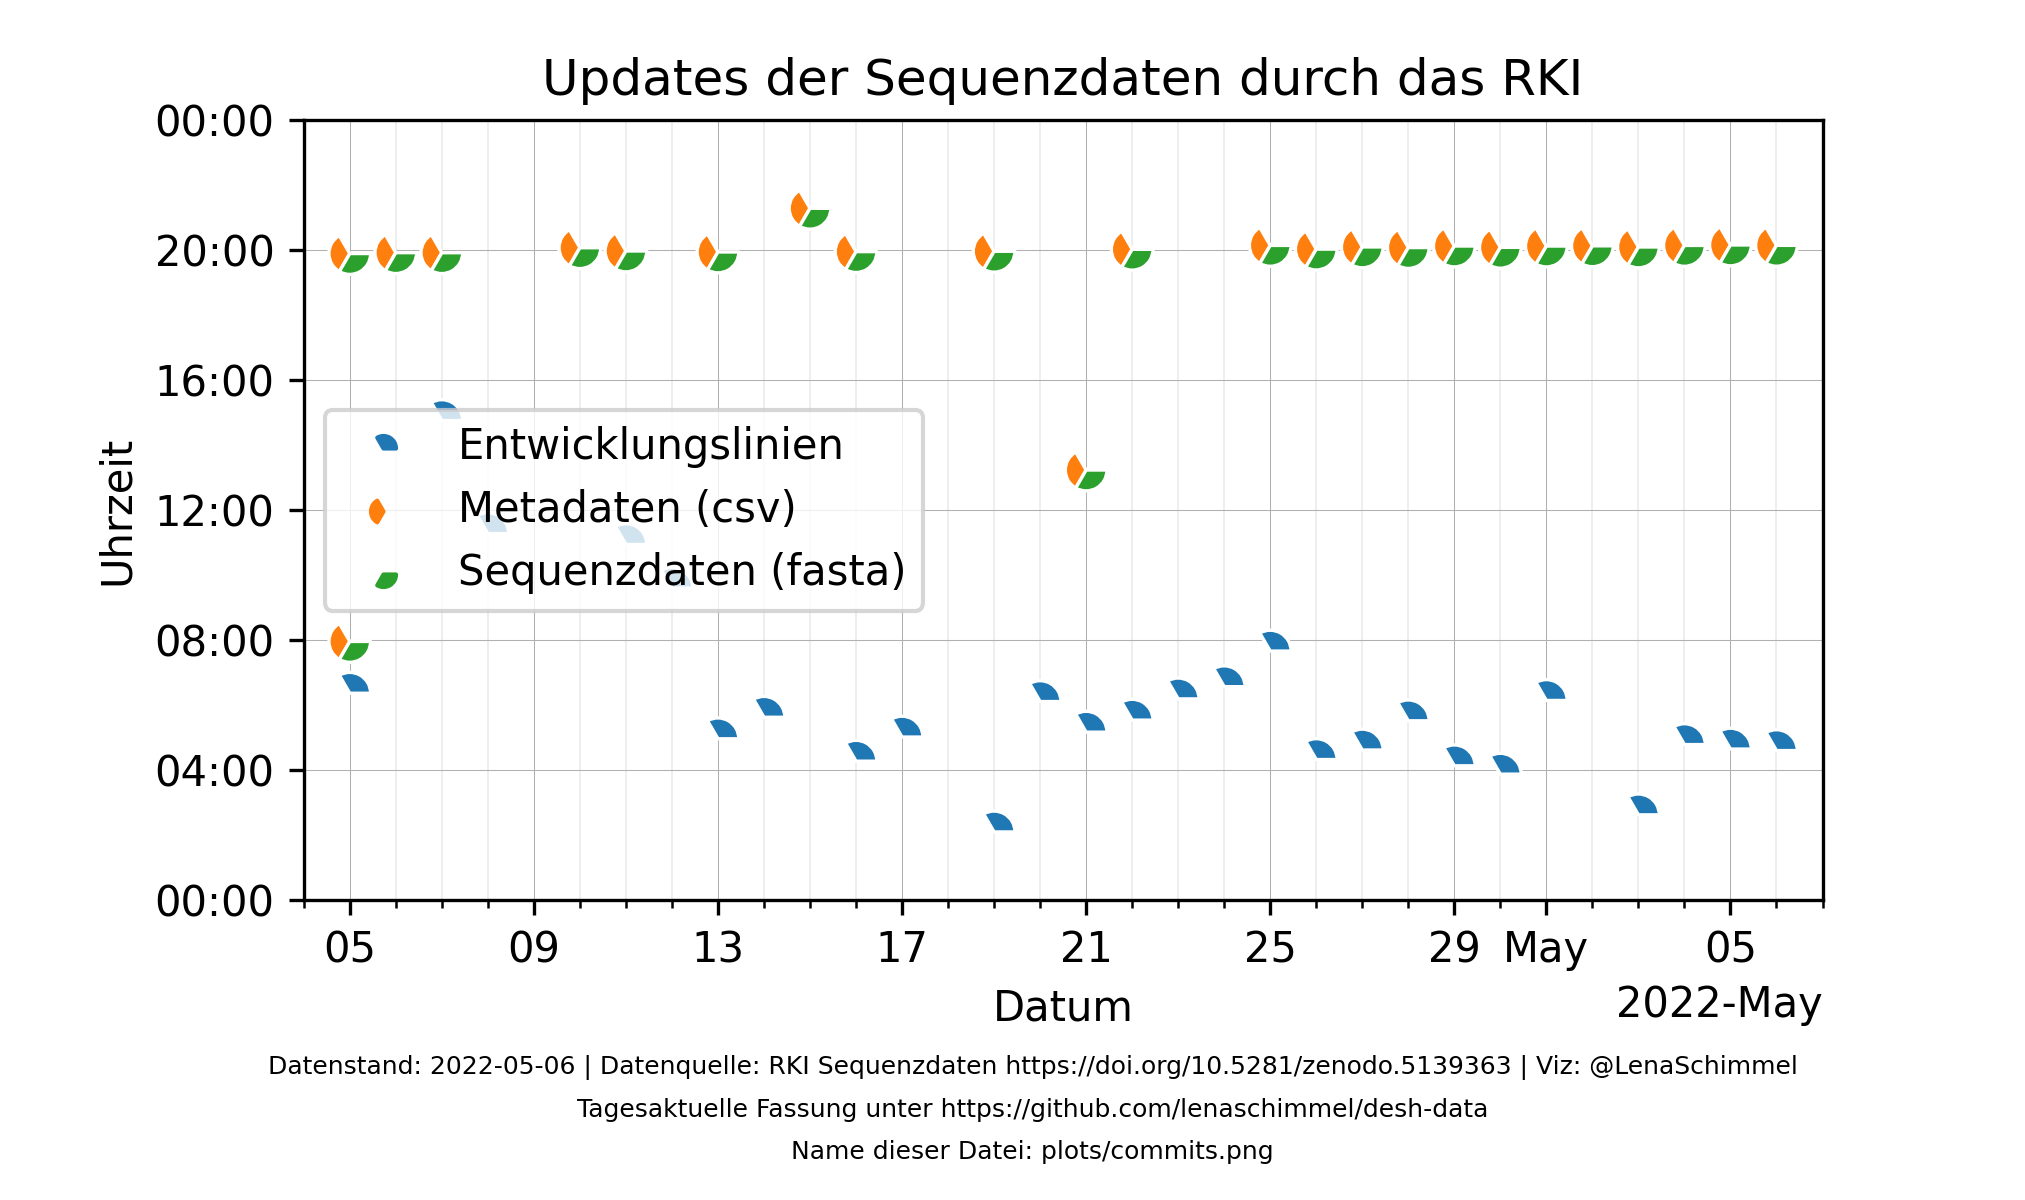 Updates der Sequenzdaten durch das RKI
00:00
20:00
16:00
12:00
08:00
04:00
00:00
Uhrzeit
Entwicklungslinien
Metadaten (csv)
Sequenzdaten (fasta)
05 09 13 17 21 25 29 May 05
Datum
2022-May
Datenstand: 2022-05-06 | Datenquelle: RKI Sequenzdaten https://doi.org/10.5281/zenodo.5139363 | Viz: @LenaSchimmel
Tagesaktuelle Fassung unter https://github.com/lenaschimmel/desh-data
Name dieser Datei: plots/commits.png